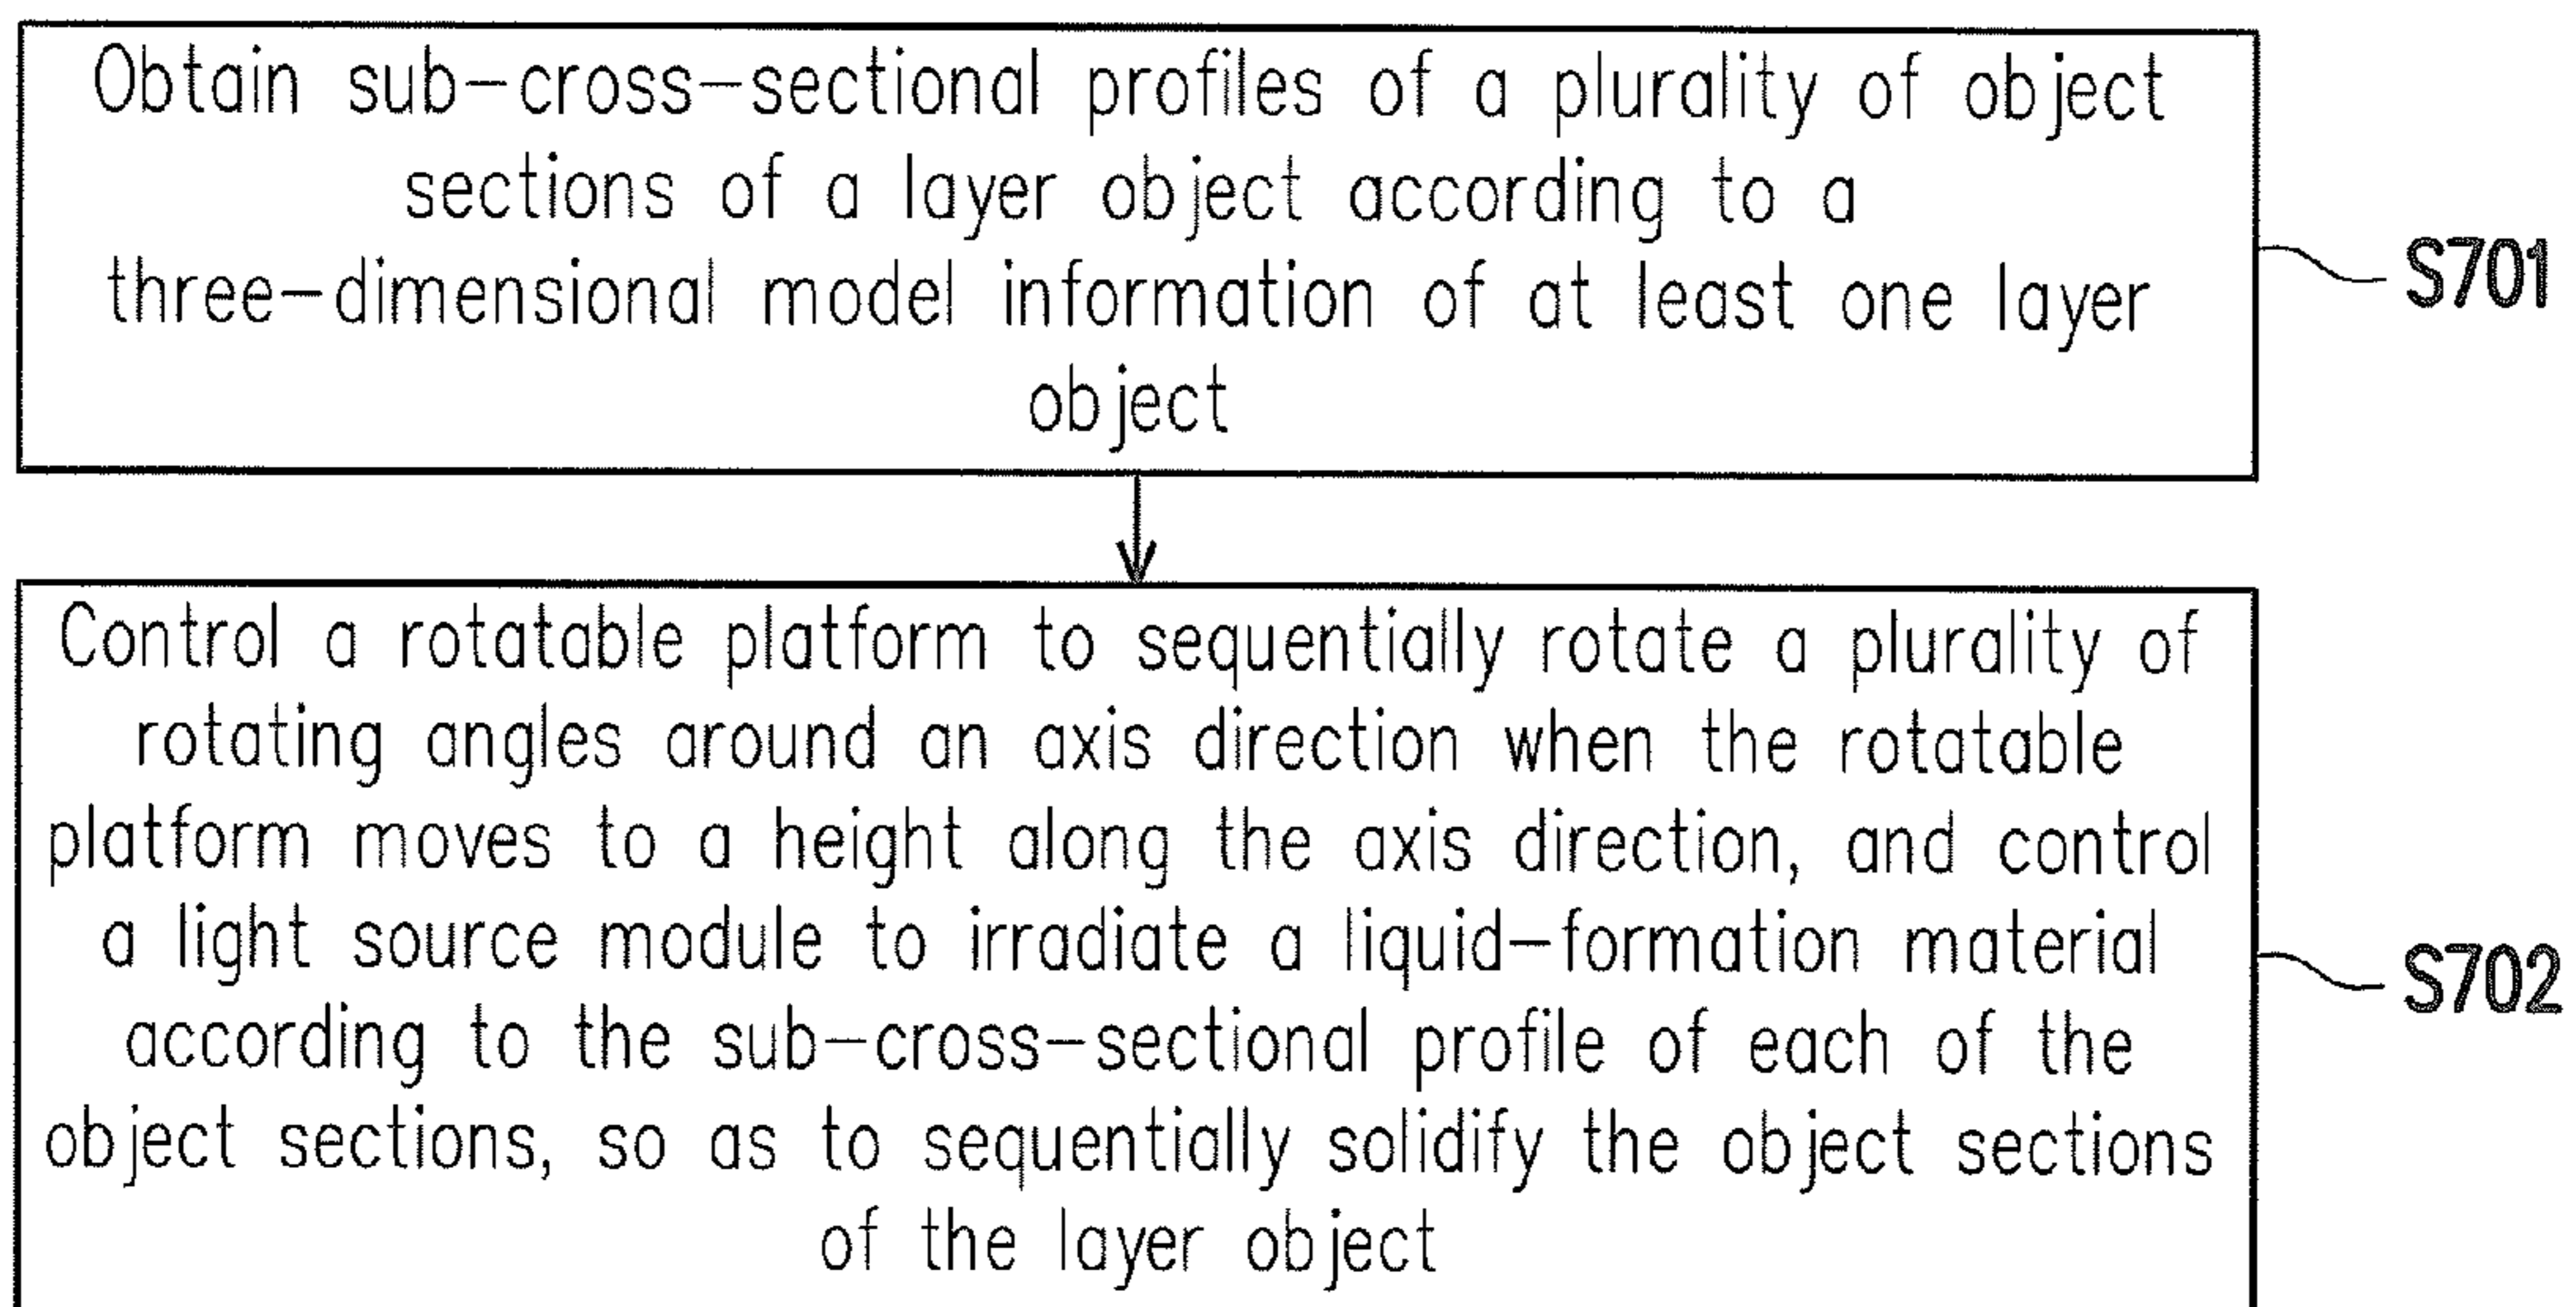 Obtain sub-cross-sectional profiles of a plurality of object
sections of a layer object according to a
three-dimensional model information of at least one layer
object
S701
Control a rotatable platform to sequentially rotate a plurality of
rotating angles around an axis direction when the rotatable
platform moves to a height along the axis direction, and control
a light source module to irradiate a liquid-formation material
according to the sub-cross-sectional profile of each of the
object sections, so as to sequentially solidify the object sections
of the layer object
S702